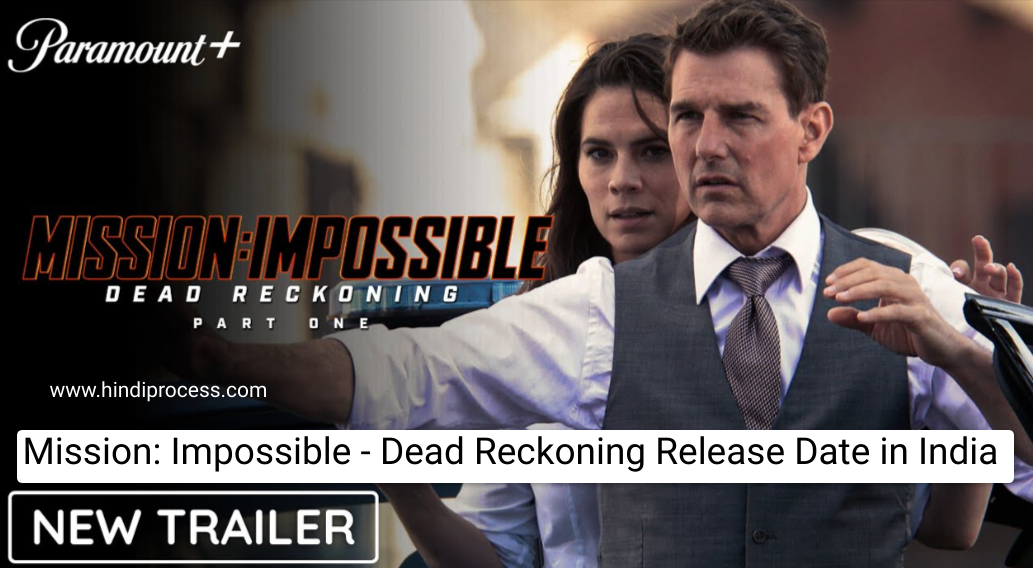 Paramount+
MISSION:IMPOSSIBLE
DEAD RECKONING
PART ONE
www.hindiprocess.com
Mission: Impossible - Dead Reckoning Release Date in India
NEW TRAILER